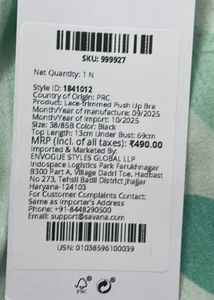 SKU: 999927
Net Quantity: 1 N
Style ID: 1841012
Country of Origin: PRC
Product: Lace-trimmed Push Up Bra
Month/Year of manufacture: 09/2025
Month/Year of import: 10/2025
Size: 38/85B Color: Black
Top Length: 13cm Under Bust: 69cm
MRP (incl. of all taxes): ₹490.00
Imported & Marketed By:
ENVOGUE STYLES GLOBAL LLP
Indospace Logistics Park Farukhnagar
B300 Part A, Village Dadri Toe, Hadbast
No 273, Tehsil Badli District Jhajjar
Haryana-124103
For Customer Complaints Contact:
Same as Importer's Address
Phone: +91-8448290500
Email: support@savana.com
USN: 01038596100039
FSC